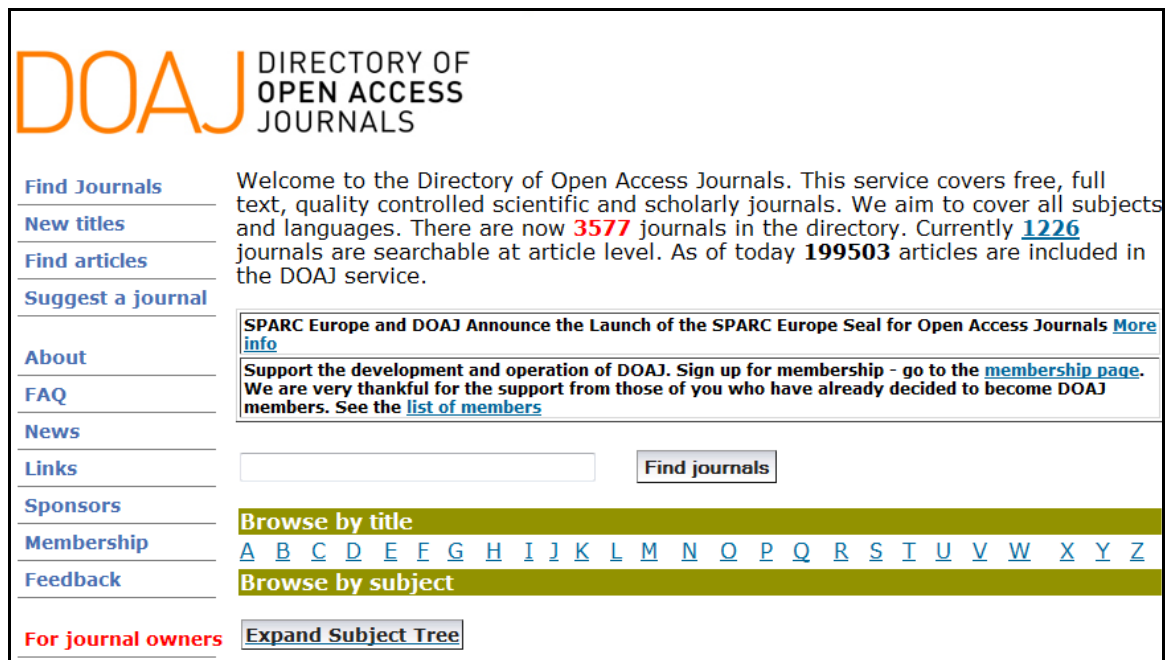 DOAJ DIRECTORY OF
OPEN ACCESS
JOURNALS
Find Journals
New titles
Find articles
Suggest a journal
About
FAQ
News
Links
Sponsors
Membership
Feedback
For journal owners
Welcome to the Directory of Open Access Journals. This service covers free, full
text, quality controlled scientific and scholarly journals. We aim to cover all subjects
and languages. There are now 3577 journals in the directory. Currently 1226
journals are searchable at article level. As of today 199503 articles are included in
the DOAJ service.
SPARC Europe and DOAJ Announce the Launch of the SPARC Europe Seal for Open Access Journals More
info
Support the development and operation of DOAJ. Sign up for membership - go to the membership page.
We are very thankful for the support from those of you who have already decided to become DOAJ
members. See the list of members
Find journals
Browse by title
A B C D E F G H I J K L M N O P Q R S T U V W X Y Z
Browse by subject
Expand Subject Tree